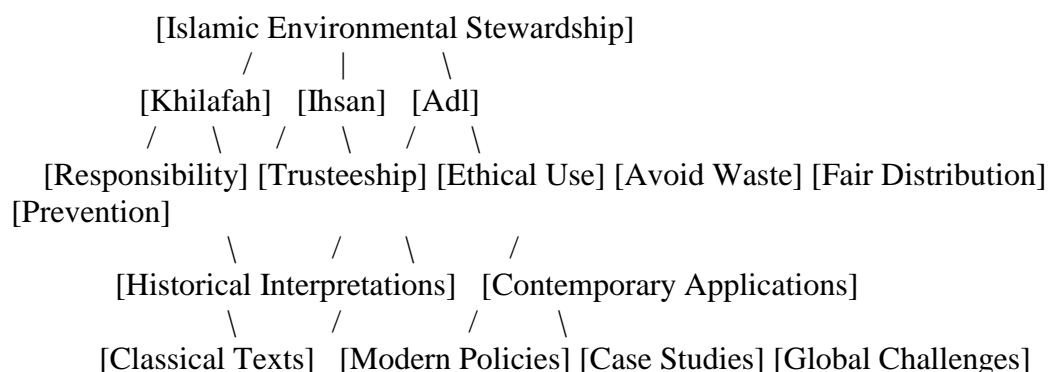 [Islamic Environmental Stewardship]
/ | \
[Khilafah] [Ihsan] [Adl]
/ \ / \ / \
[Responsibility] [Trusteeship] [Ethical Use] [Avoid Waste] [Fair Distribution]
[Prevention]
\ / \ /
[Historical Interpretations] [Contemporary Applications]
\ / / \
[Classical Texts] [Modern Policies] [Case Studies] [Global Challenges]